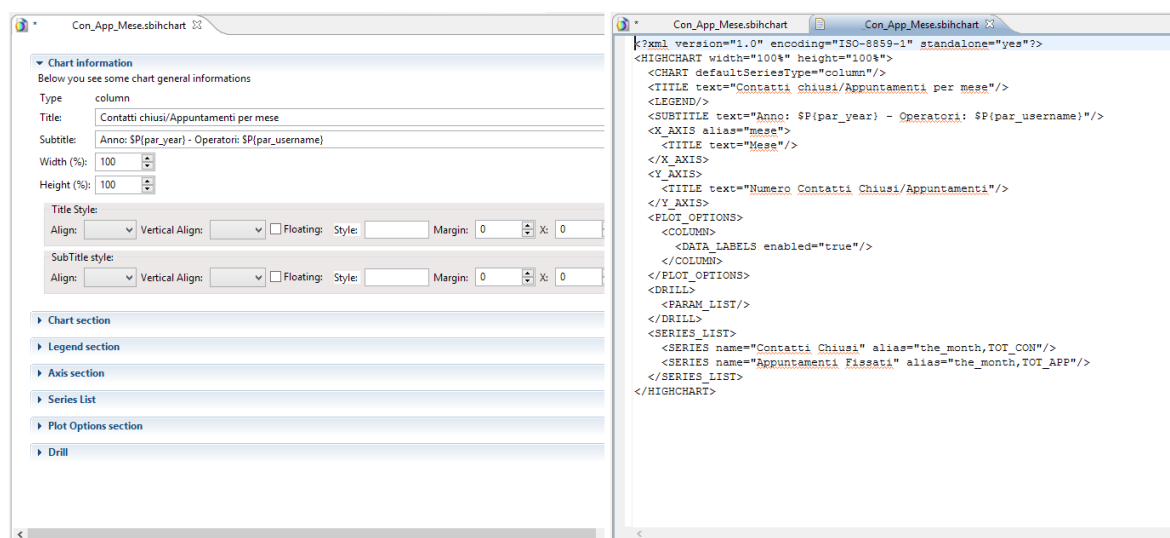 * Con_App_Mese.sbihchart
Chart information
Below you see some chart general informations
Type column
Title: Contatti chiusi/Appuntamenti per mese
Subtitle: Anno: $P{par_year} - Operatori: $P{par_username}
Width (%): 100
Height (%): 100
Title Style:
Align: Vertical Align: Floating: Style: Margin: 0 X: 0
SubTitle style:
Align: Vertical Align: Floating: Style: Margin: 0 X: 0
Chart section
Legend section
Axis section
Series List
Plot Options section
Drill
* Con_App_Mese.sbihchart Con_App_Mese.sbihchart
<?xml version="1.0" encoding="ISO-8859-1" standalone="yes"?>
<HIGHCHART width="100%" height="100%">
<CHART defaultSeriesType="column"/>
<TITLE text="Contatti chiusi/Appuntamenti per mese"/>
<LEGEND/>
<SUBTITLE text="Anno: $P{par_year} - Operatori: $P{par_username}"/>
<X_AXIS alias="mese">
<TITLE text="Mese"/>
</X_AXIS>
<Y_AXIS>
<TITLE text="Numero Contatti Chiusi/Appuntamenti"/>
</Y_AXIS>
<PLOT_OPTIONS>
<COLUMN>
<DATA_LABELS enabled="true"/>
</COLUMN>
</PLOT_OPTIONS>
<DRILL>
<PARAM_LIST/>
</DRILL>
<SERIES_LIST>
<SERIES name="Contatti Chiusi" alias="the_month,TOT_CON"/>
<SERIES name="Appuntamenti Fissati" alias="the_month,TOT_APP"/>
</SERIES_LIST>
</HIGHCHART>